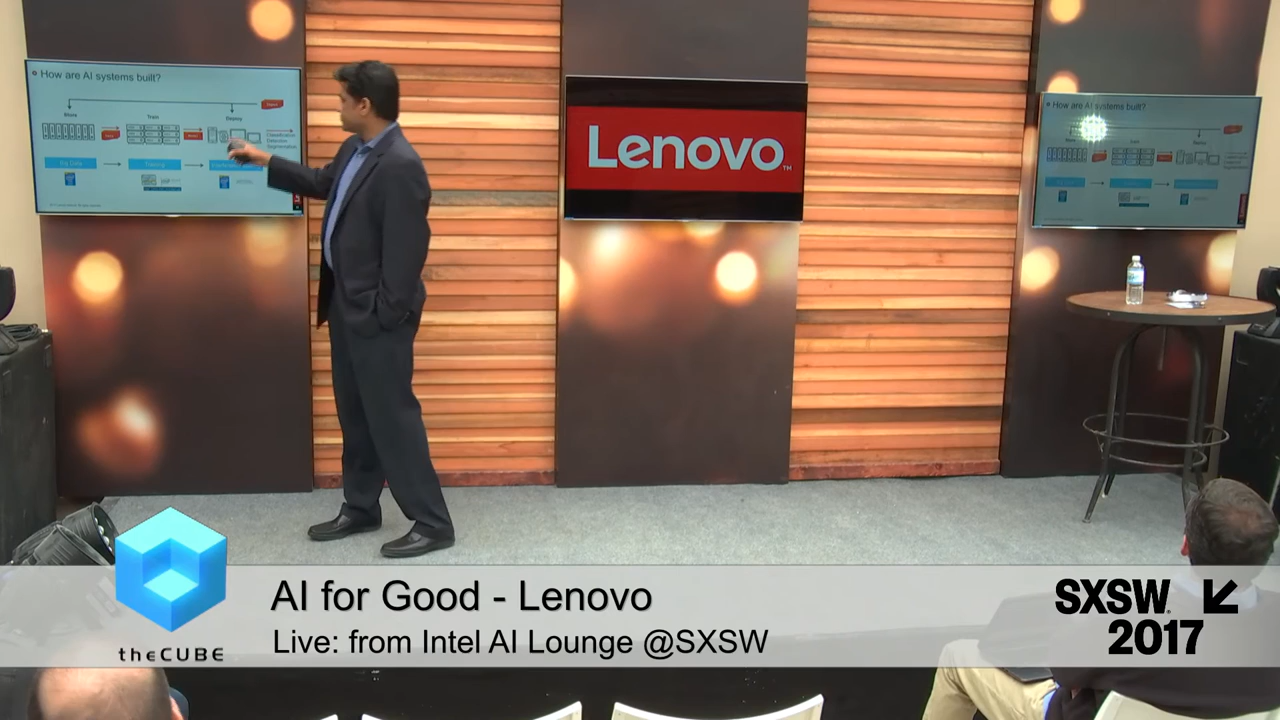 How are AI systems built?
Store
Train
Deploy
Big Data
Training
Classification
Detection
Segmentation
Lenovo™
How are AI systems built?
theCUBE
AI for Good - Lenovo
Live: from Intel AI Lounge @SXSW
SXSW
2017